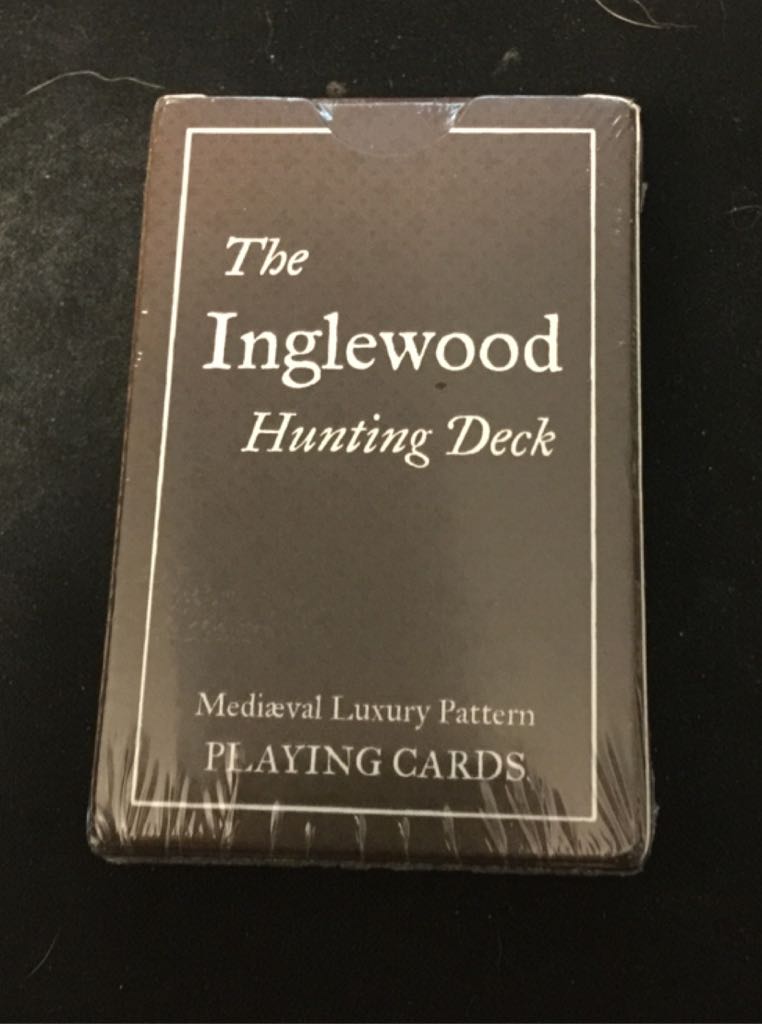 The
Inglewood
Hunting Deck
Mediæval Luxury Pattern
PLAYING CARDS